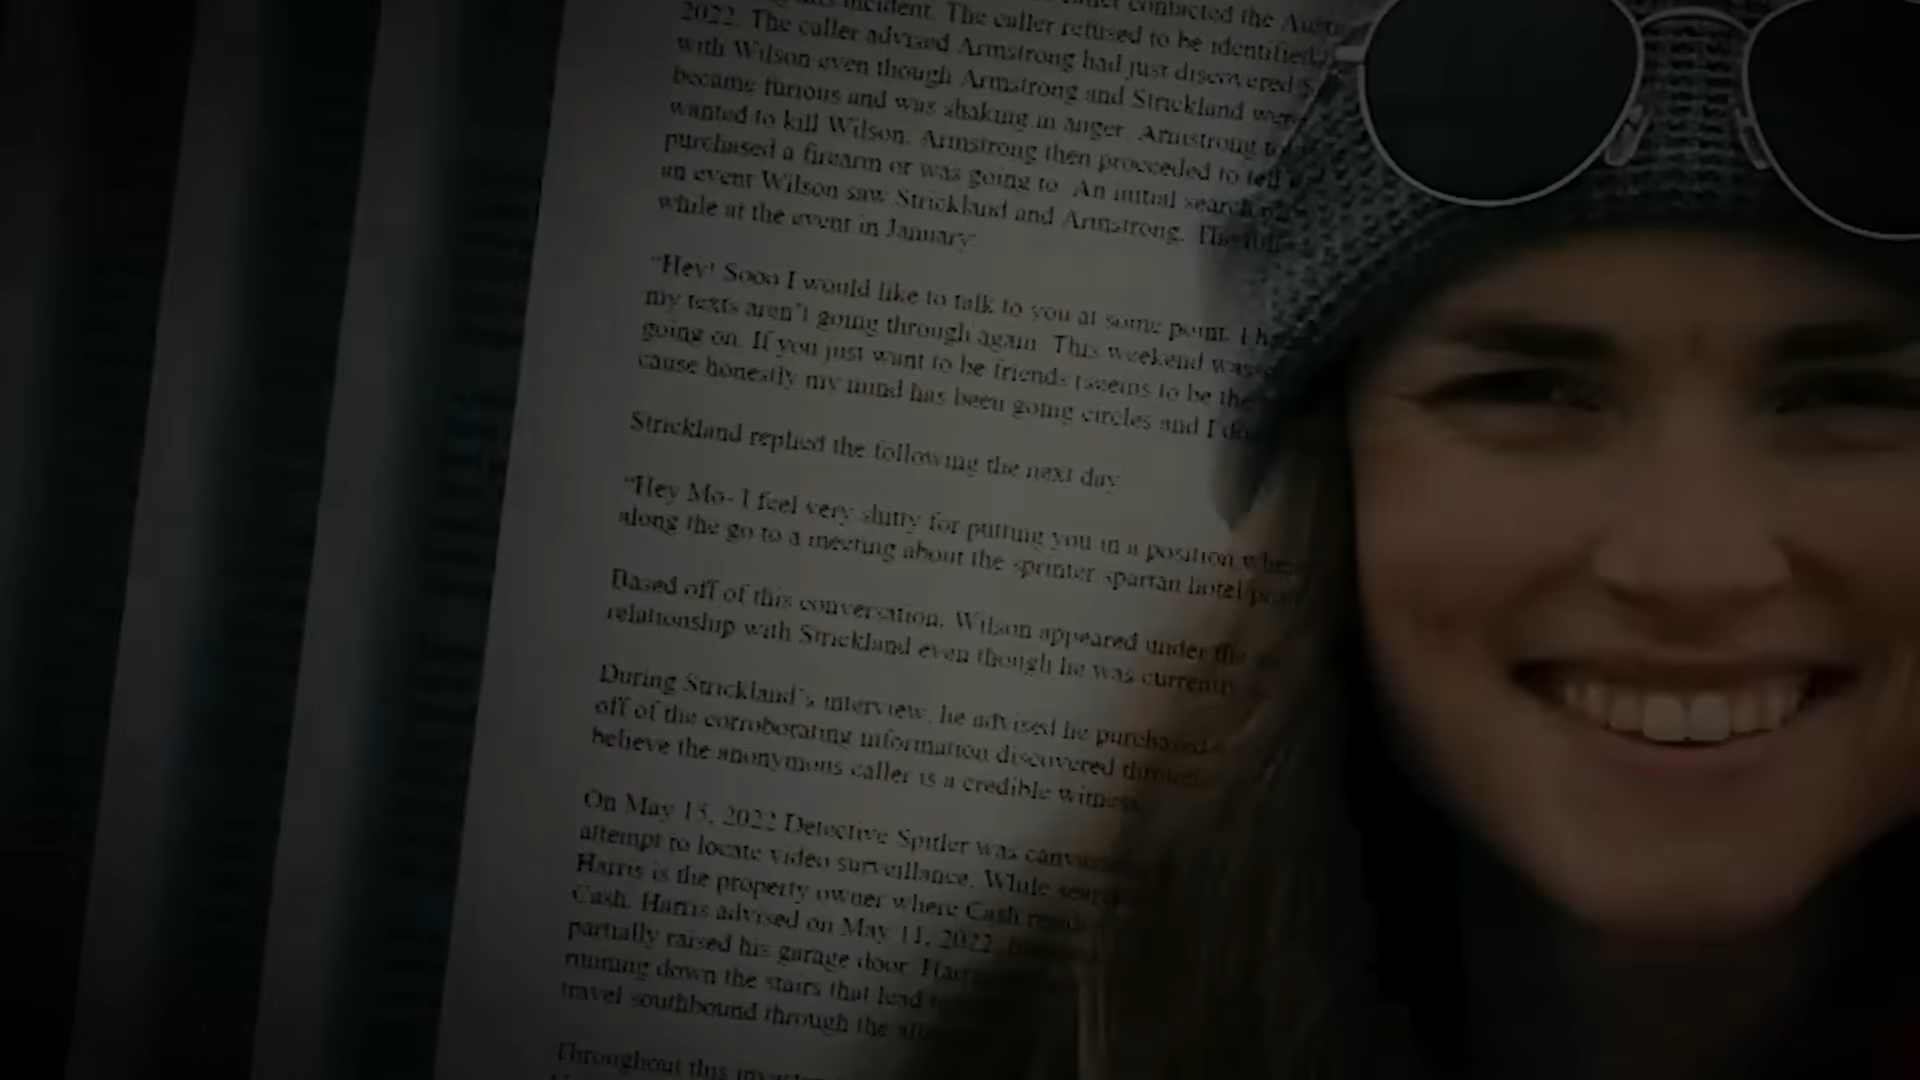 this incident. The caller refused to be identified
2022. The caller advised Armstrong had just discovered
with Wilson even though Armstrong and Strickland were
became furious and was shaking in anger. Armstrong
wanted to kill Wilson. Armstrong then proceeded to tell
purchased a firearm or was going to. An initial search
an event Wilson saw Strickland and Armstrong. The
while at the event in January
"Hey! Sooo I would like to talk to you at some point. I
my texts aren't going through again. This weekend was
going on. If you just want to be friends (seems to be the
cause honestly my mind has been going circles and I
Strickland replied the following the next day
"Hey Mo- I feel very shitty for putting you in a position
along the go to a meeting about the sprinter spartan hotel
Based off of this conversation, Wilson appeared under the
relationship with Strickland even though he was currently
During Strickland's interview, he advised he purchased
off of the corroborating information discovered
believe the anonymous caller is a credible witness
On May 15, 2022 Detective Spitler was
attempt to locate video surveillance. While
Harris is the property owner where Cash
Cash. Harris advised on May 11, 2022,
partially raised his garage door.
running down the stairs that lead
travel southbound through the
Throughout this